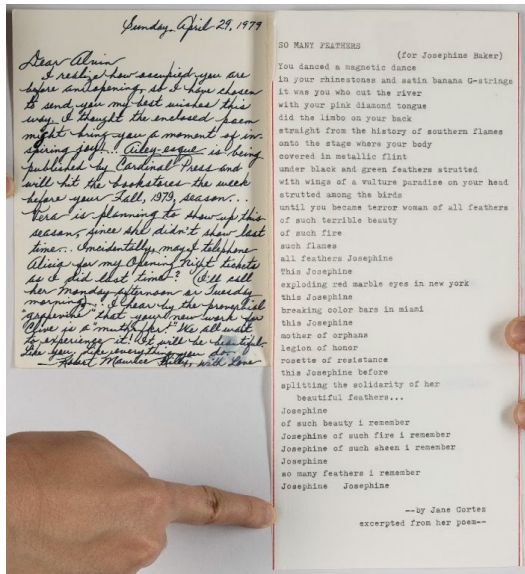 Sunday, April 29, 1979
Dear Alvin
I realize how occupied you are
before and opening, so I have chosen
to send you my best wishes this
way. I thought the enclosed poem
might bring you a moment of in-
spiring joy!... Ailey-esque is being
published by Cardinal Press and
will hit the bookstores the week
before your Fall, 1979, season...
Vera is planning to show up this
season, since she didn't show last
time... Incidentally, may I telephone
Alicia for my Opening Night tickets
as I did last time? I'll call
her Monday afternoon or Tuesday
morning... I hear by the proverbial
"grapevine" that your new work for
Clive is a "muthafer!" We all want
to experience it! It will be beautiful
like you, like everything you do.
—Robert Maurice Riley, with Love
SO MANY FEATHERS
(for Josephine Baker)
You danced a magnetic dance
in your rhinestones and satin banana G-strings
it was you who cut the river
with your pink diamond tongue
did the limbo on your back
straight from the history of southern flames
onto the stage where your body
covered in metallic flint
under black and green feathers strutted
with wings of a vulture paradise on your head
strutted among the birds
until you became terror woman of all feathers
of such terrible beauty
of such fire
such flames
all feathers Josephine
This Josephine
exploding red marble eyes in new york
this Josephine
breaking color bars in miami
this Josephine
mother of orphans
legion of honor
rosette of resistance
this Josephine before
splitting the solidarity of her
beautiful feathers...
Josephine
of such beauty i remember
Josephine of such fire i remember
Josephine of such sheen i remember
Josephine
so many feathers i remember
Josephine Josephine
--by Jane Cortez
excerpted from her poem--